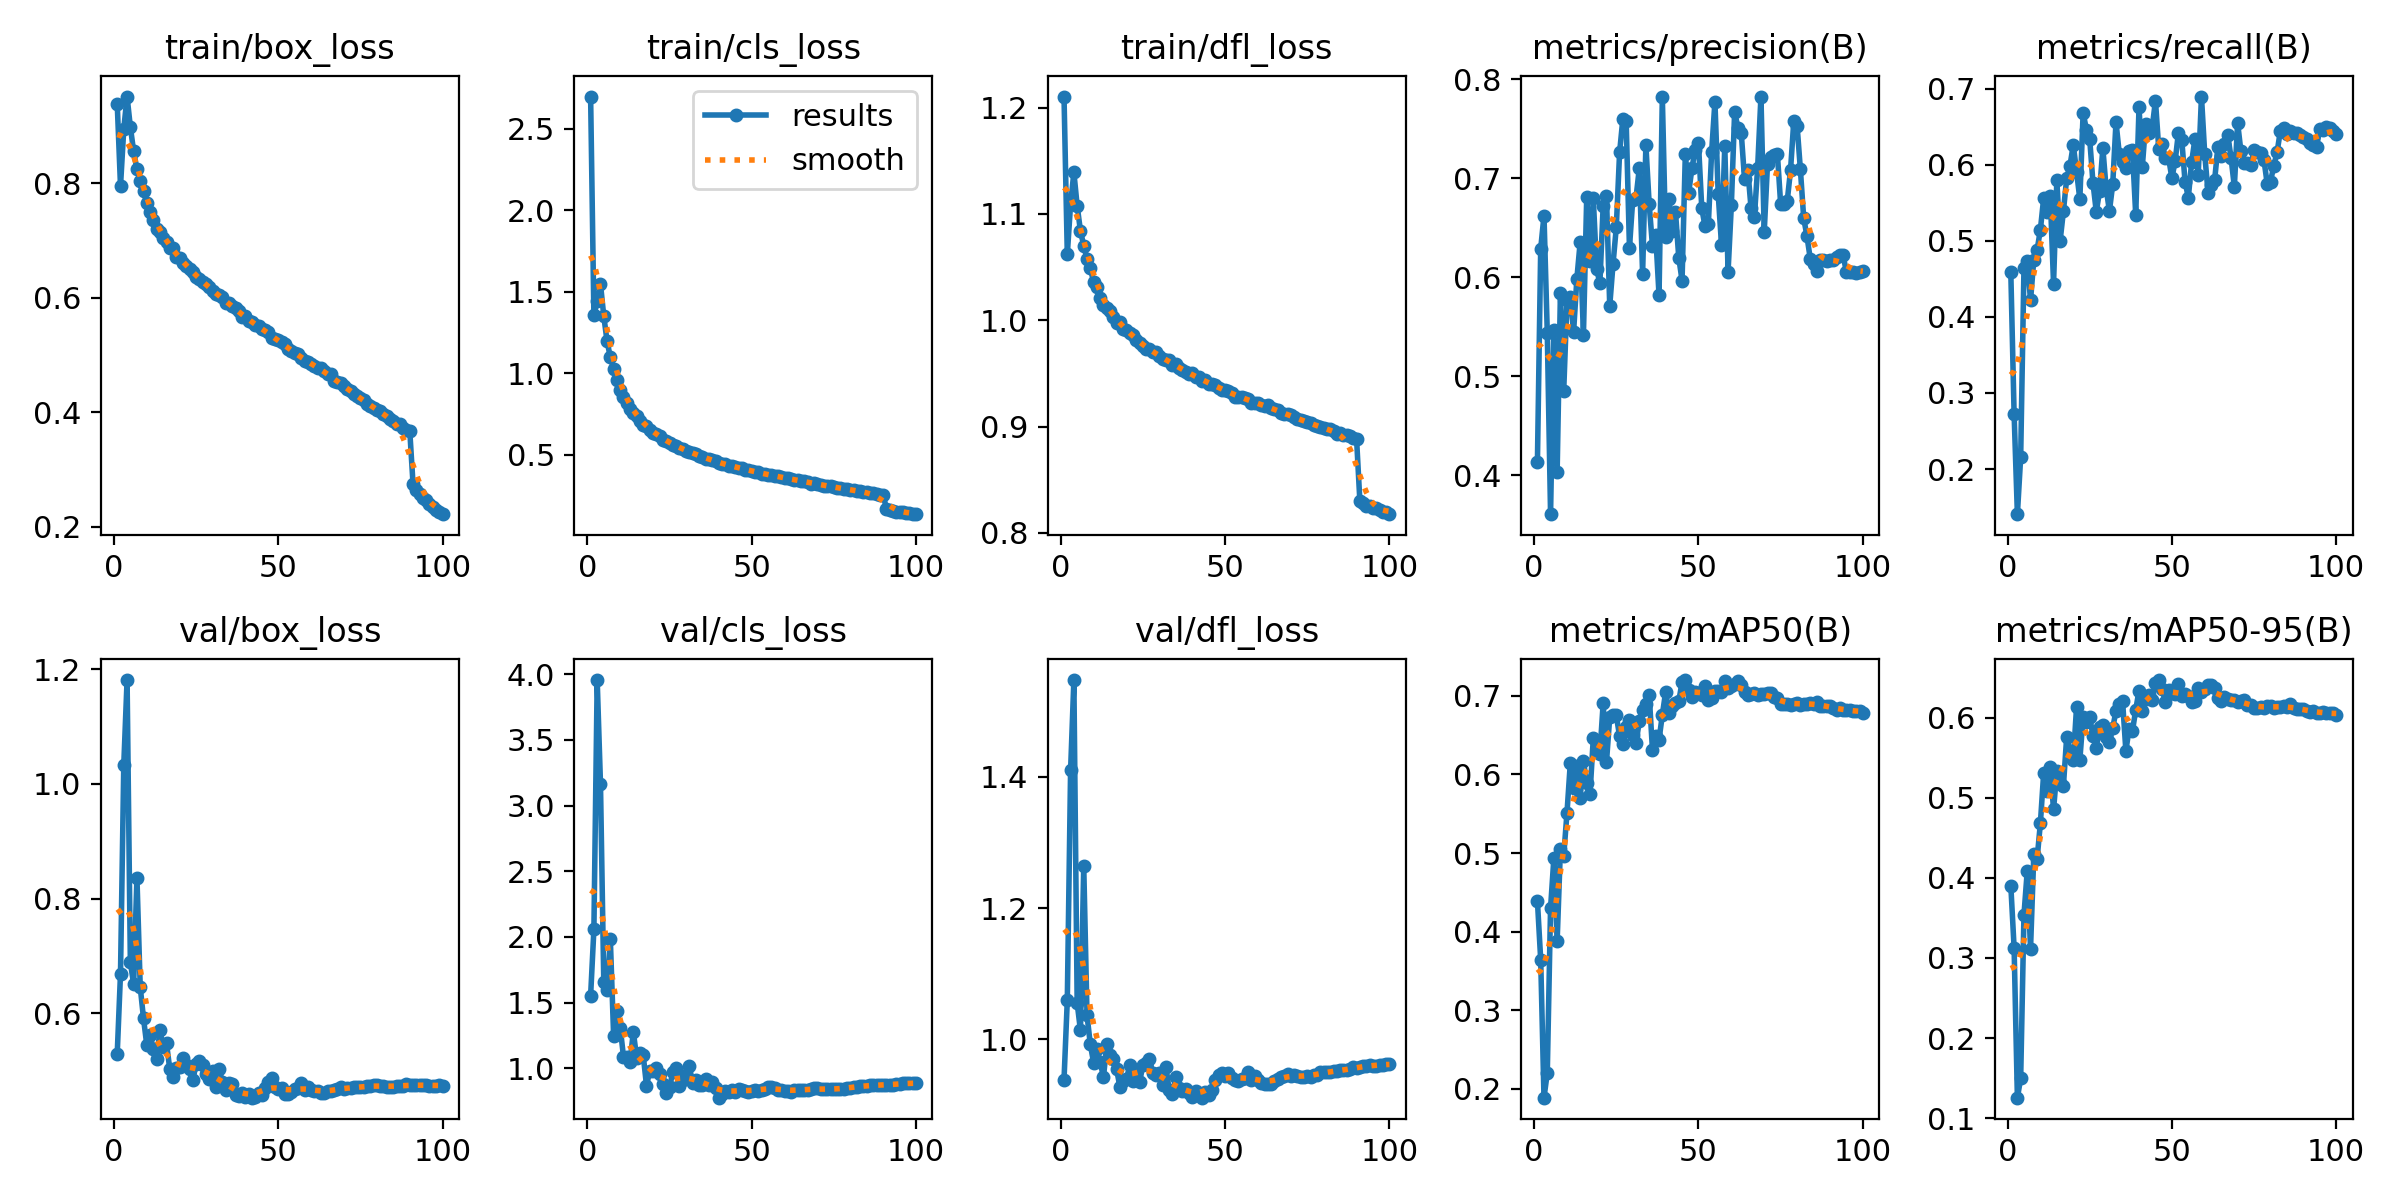 train/box_loss
0.8
0.6
0.4
0.2
0 50 100
train/cls_loss
results
smooth
2.5
2.0
1.5
1.0
0.5
0 50 100
train/dfl_loss
1.2
1.1
1.0
0.9
0.8
0 50 100
metrics/precision(B)
0.8
0.7
0.6
0.5
0.4
0 50 100
metrics/recall(B)
0.7
0.6
0.5
0.4
0.3
0.2
0 50 100
val/box_loss
1.2
1.0
0.8
0.6
0 50 100
val/cls_loss
4.0
3.5
3.0
2.5
2.0
1.5
1.0
0 50 100
val/dfl_loss
1.4
1.2
1.0
0 50 100
metrics/mAP50(B)
0.7
0.6
0.5
0.4
0.3
0.2
0 50 100
metrics/mAP50-95(B)
0.6
0.5
0.4
0.3
0.2
0.1
0 50 100